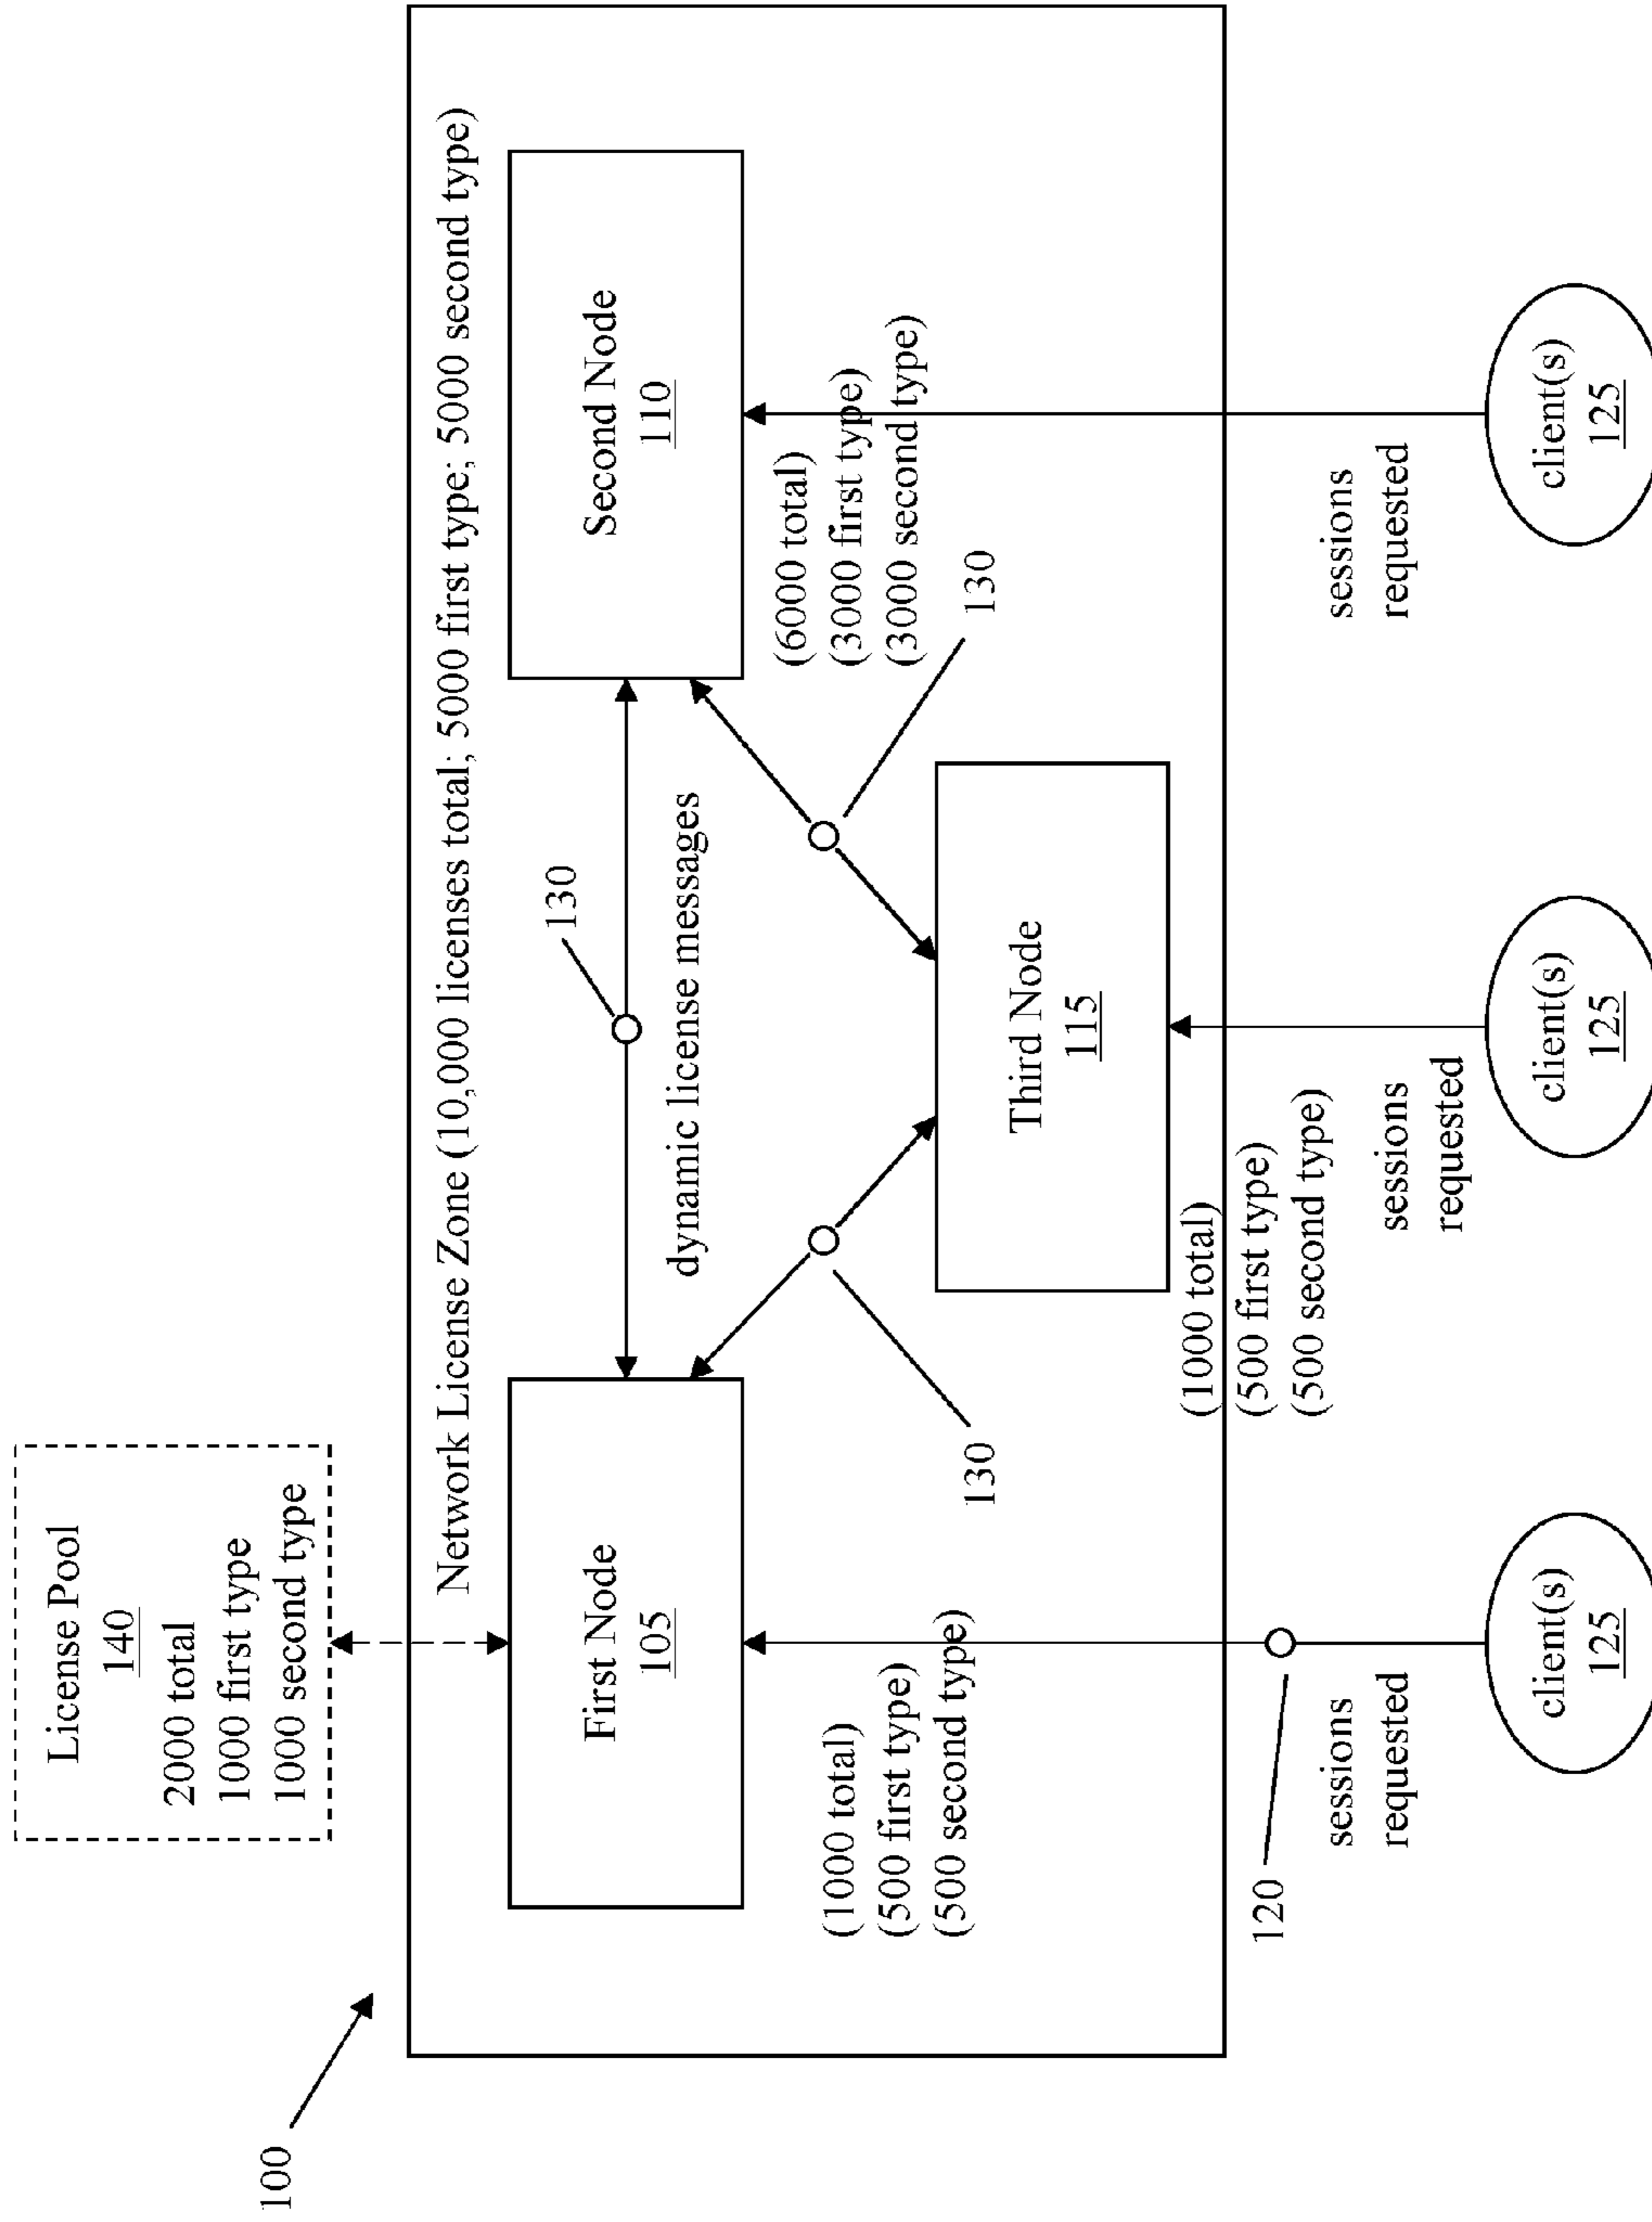 100
License Pool
140
2000 total
1000 first type
1000 second type
Network License Zone (10,000 licenses total; 5000 first type; 5000 second type)
First Node
105
130
Second Node
110
dynamic license messages
(1000 total)
(500 first type)
(500 second type)
(6000 total)
(3000 first type)
(3000 second type)
130
130
Third Node
115
(1000 total)
(500 first type)
(500 second type)
120
sessions
requested
sessions
requested
sessions
requested
client(s)
125
client(s)
125
client(s)
125